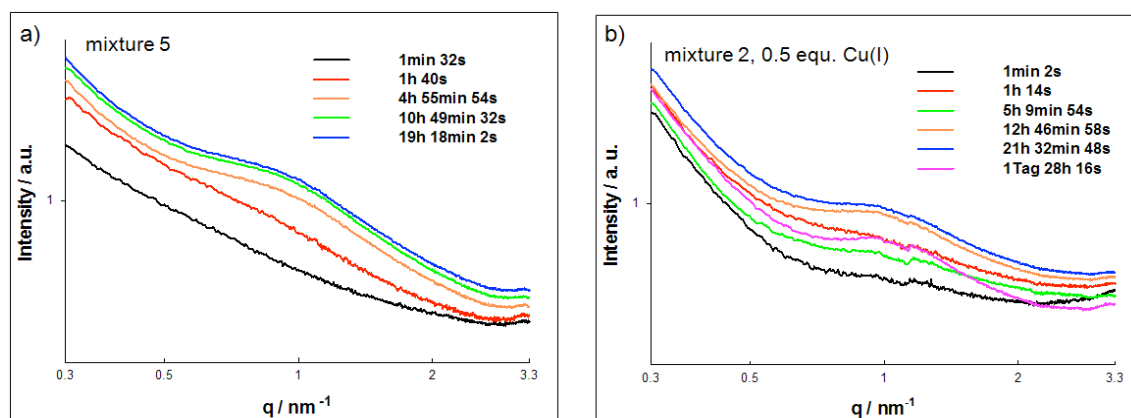 a)
mixture 5
1min 32s
1h 40s
4h 55min 54s
10h 49min 32s
19h 18min 2s
Intensity / a.u.
1
0.3
0.5
1
2
3.3
q / nm-1
b)
mixture 2, 0.5 equ. Cu(I)
1min 2s
1h 14s
5h 9min 54s
12h 46min 58s
21h 32min 48s
1Tag 28h 16s
Intensity / a.u.
1
0.3
0.5
1
2
3.3
q / nm-1